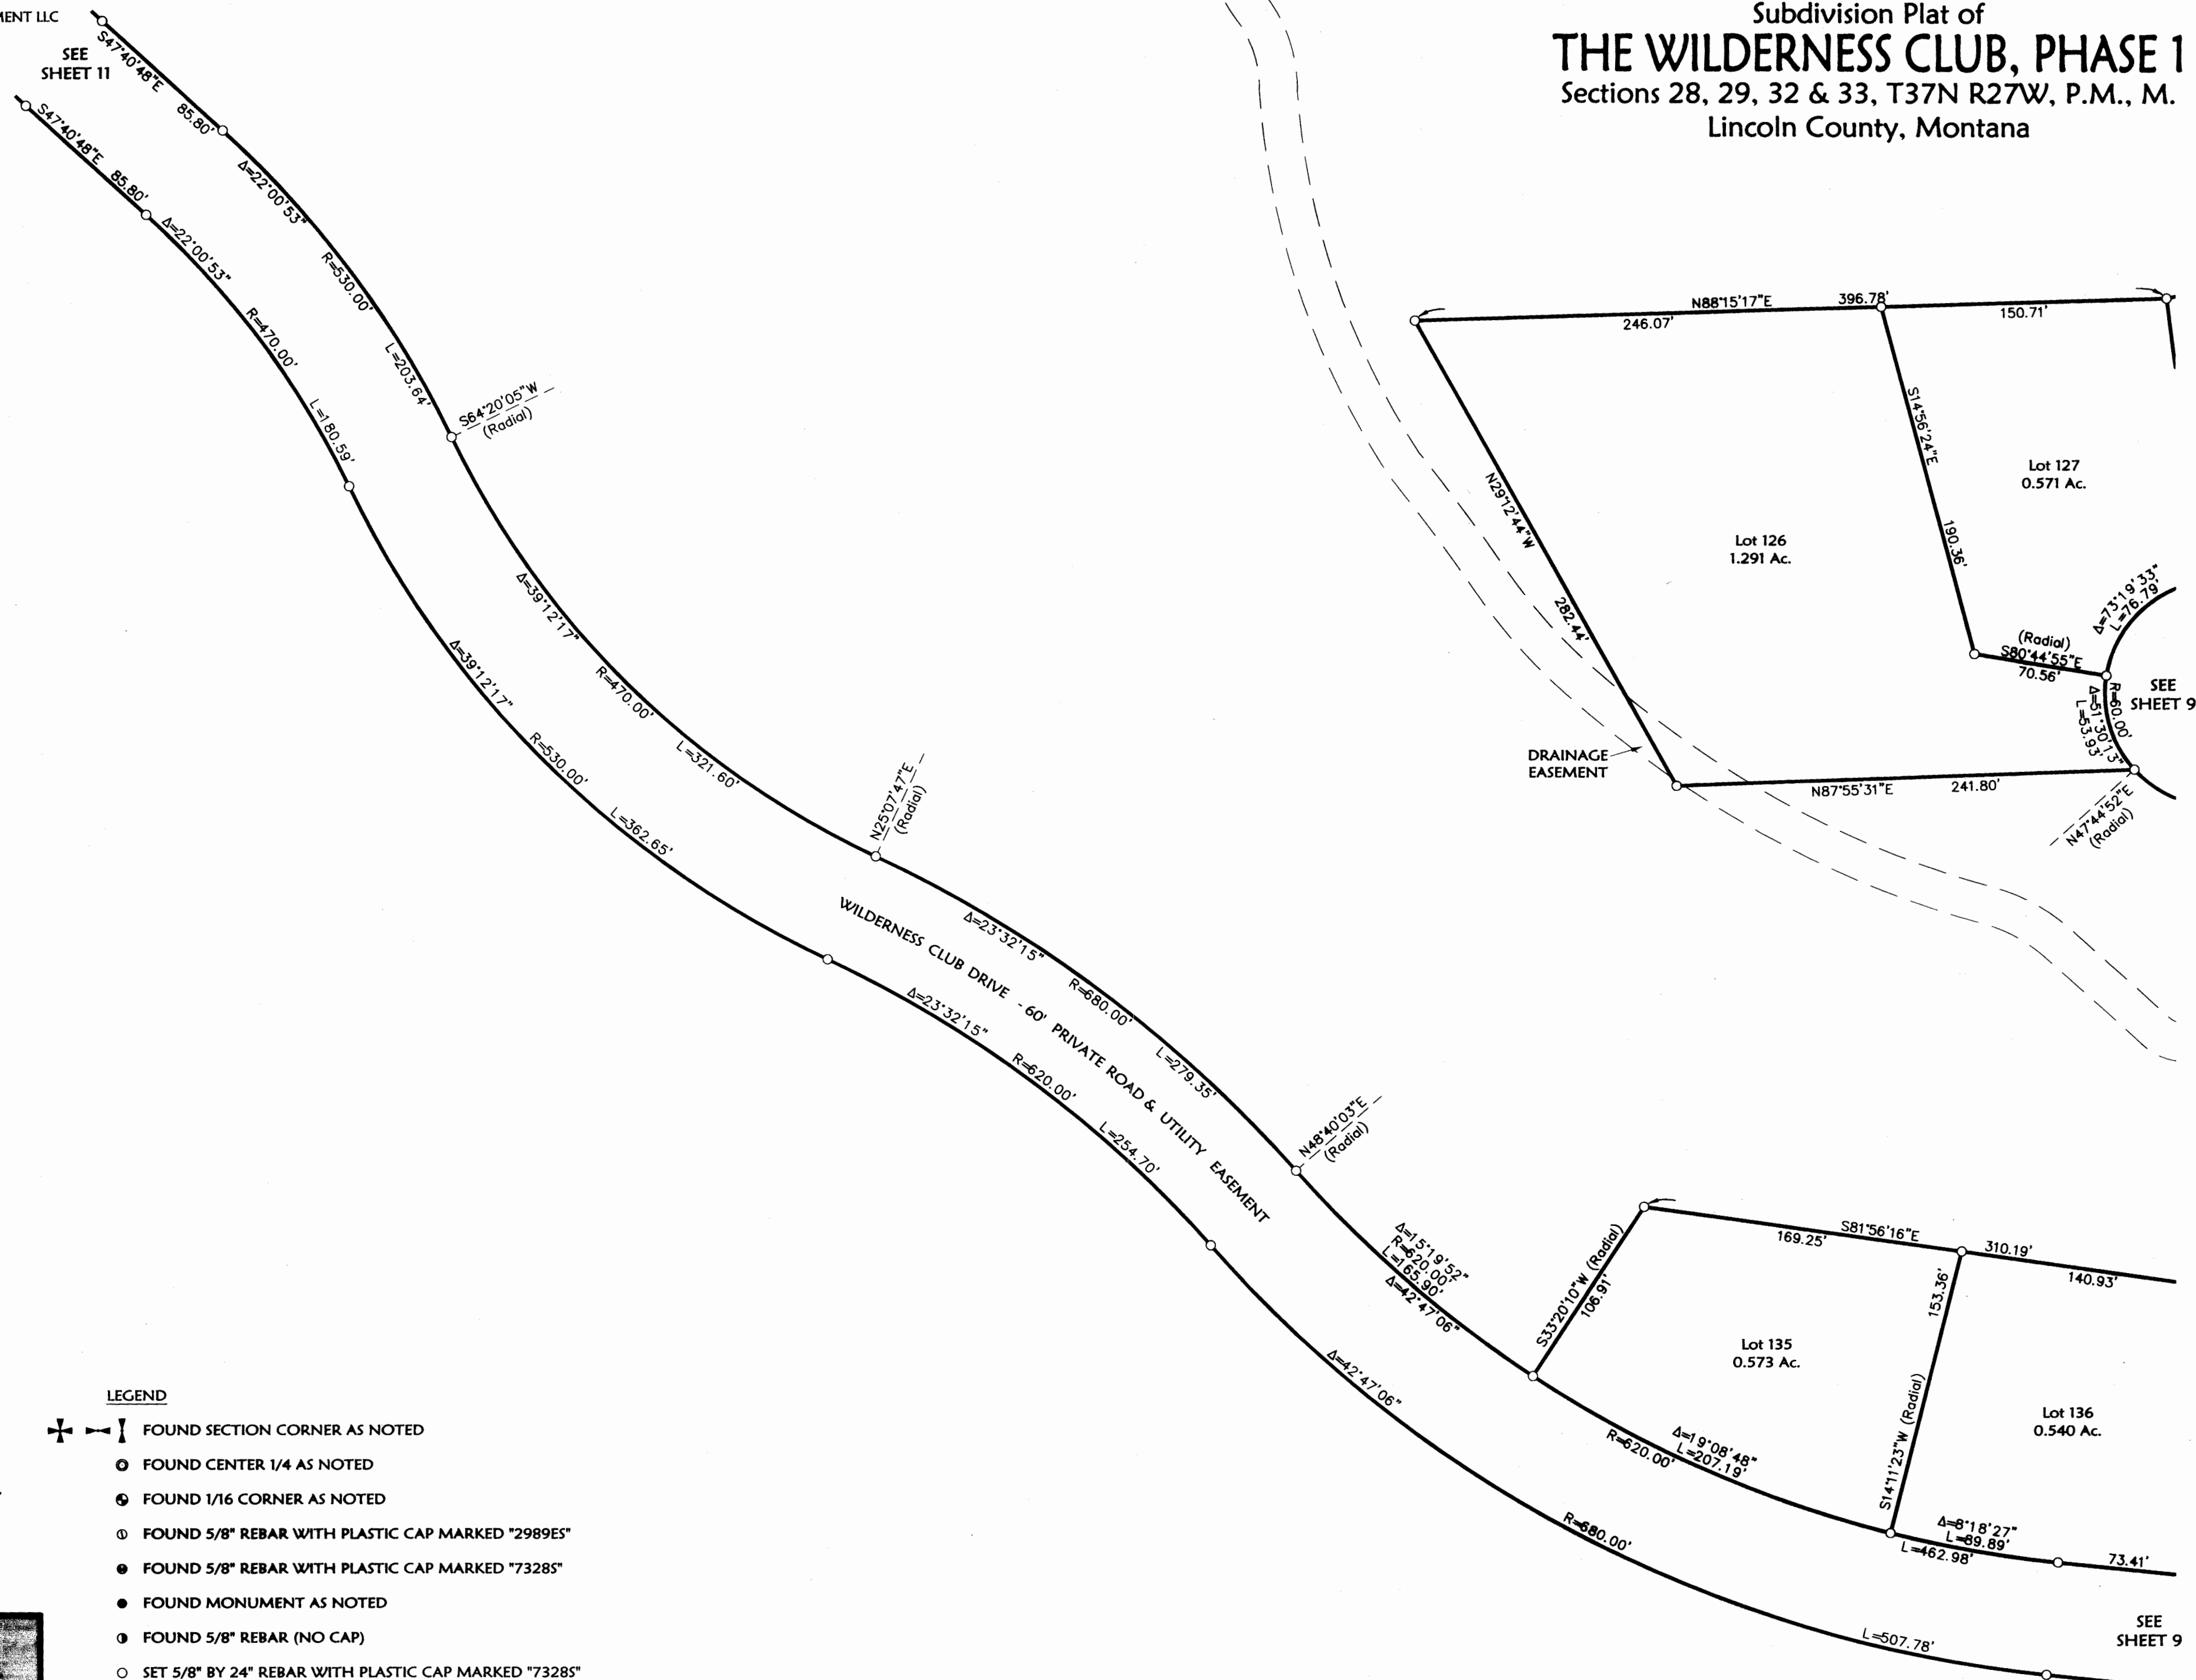 MENT LLC
SEE
SHEET 11
Subdivision Plat of
THE WILDERNESS CLUB, PHASE 1
Sections 28, 29, 32 & 33, T37N R27W, P.M., M.
Lincoln County, Montana
S47°40'48"E
85.80'
S47°40'48"E
85.80'
Δ=22°00'53"
R=530.00'
L=203.64'
Δ=22°00'53"
R=470.00'
L=180.59'
S64°20'05"W
(Radial)
Δ=39°12'17"
R=470.00'
L=321.60'
Δ=39°12'17"
R=530.00'
L=362.65'
N25°07'47"E
(Radial)
N88°15'17"E
396.78'
246.07'
150.71'
S14°56'24"E
190.36'
Lot 127
0.571 Ac.
Lot 126
1.291 Ac.
N29°12'44"W
282.44'
Δ=73°19'33"
L=76.79'
(Radial)
S80°44'55"E
70.56'
R=60.00'
Δ=51°30'13"
L=53.93'
SEE
SHEET 9
DRAINAGE
EASEMENT
N87°55'31"E
241.80'
N47°44'52"E
(Radial)
WILDERNESS CLUB DRIVE - 60' PRIVATE ROAD & UTILITY EASEMENT
Δ=23°32'15"
R=680.00'
L=279.35'
Δ=23°32'15"
R=620.00'
L=254.70'
N48°40'03"E
(Radial)
Δ=15°19'52"
R=620.00'
L=165.90'
Δ=42°47'06"
S33°20'10"W (Radial)
106.91'
S81°56'16"E
310.19'
169.25'
140.93'
153.36'
S14°11'23"W (Radial)
Lot 135
0.573 Ac.
Lot 136
0.540 Ac.
Δ=42°47'06"
R=680.00'
L=507.78'
Δ=19°08'48"
L=207.19'
R=620.00'
Δ=8°18'27"
L=89.89'
L=462.98'
73.41'
SEE
SHEET 9
LEGEND
FOUND SECTION CORNER AS NOTED
FOUND CENTER 1/4 AS NOTED
FOUND 1/16 CORNER AS NOTED
FOUND 5/8" REBAR WITH PLASTIC CAP MARKED "2989ES"
FOUND 5/8" REBAR WITH PLASTIC CAP MARKED "7328S"
FOUND MONUMENT AS NOTED
FOUND 5/8" REBAR (NO CAP)
SET 5/8" BY 24" REBAR WITH PLASTIC CAP MARKED "7328S"